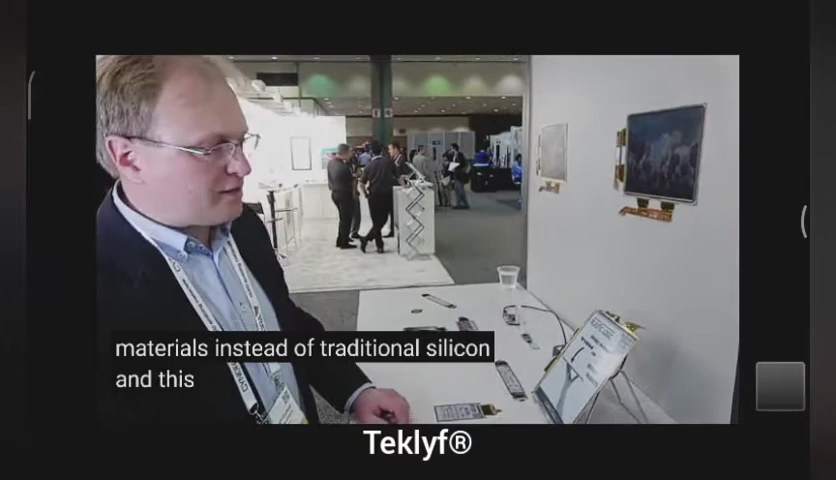 materials instead of traditional silicon
and this
Teklyf®